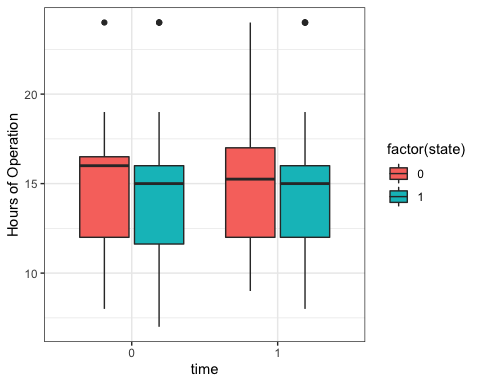 Hours of Operation
20
15
10
0
1
time
factor(state)
0
1